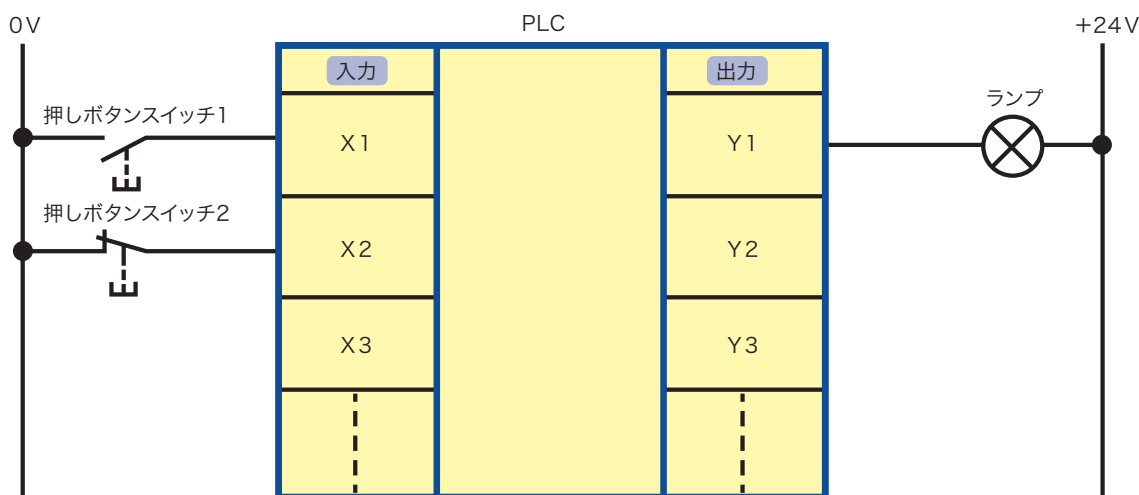 0V
PLC
+24V
入力
出力
ランプ
押しボタンスイッチ1
X1
Y1
押しボタンスイッチ2
X2
Y2
X3
Y3